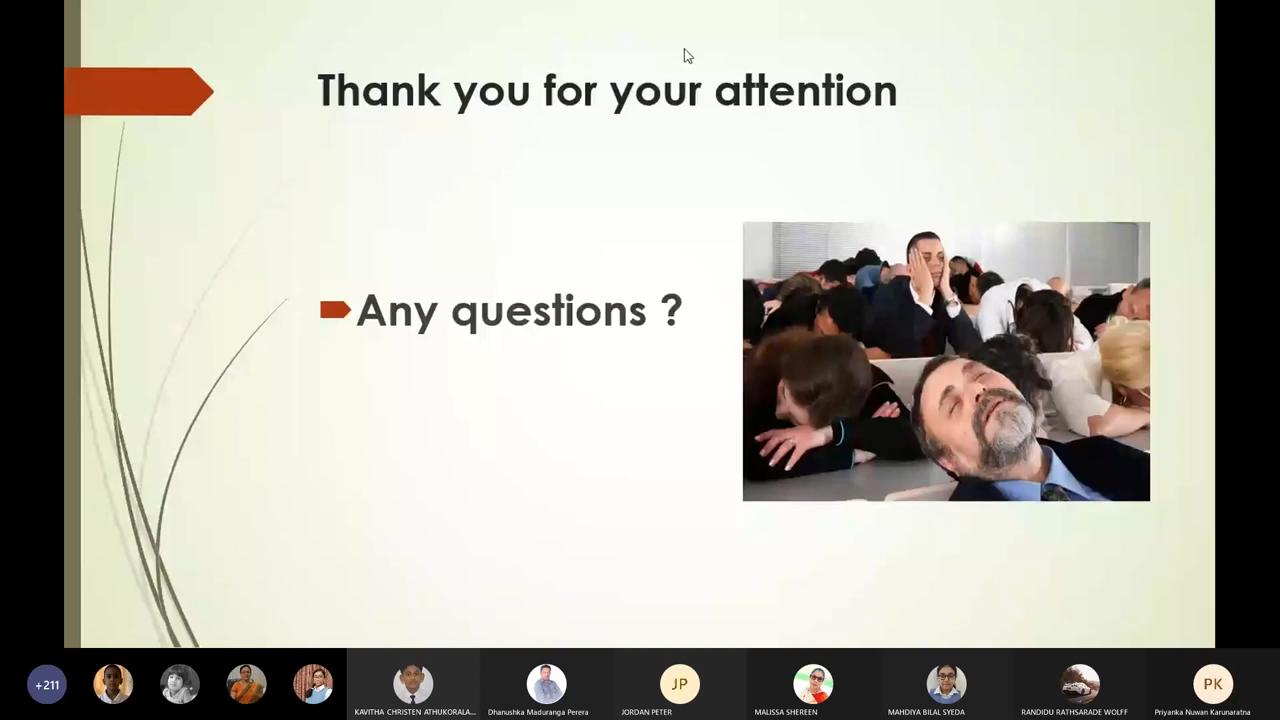 Thank you for your attention
Any questions ?
+211
KAVITHA CHRISTEN ATHUKORALA...
Dhanushka Maduranga Perera
JP
JORDAN PETER
MALISSA SHEREEN
MAHDIYA BILAL SYEDA
RANDIDU RATHSARADE WOLFF
PK
Priyanka Nuwan Karunaratna